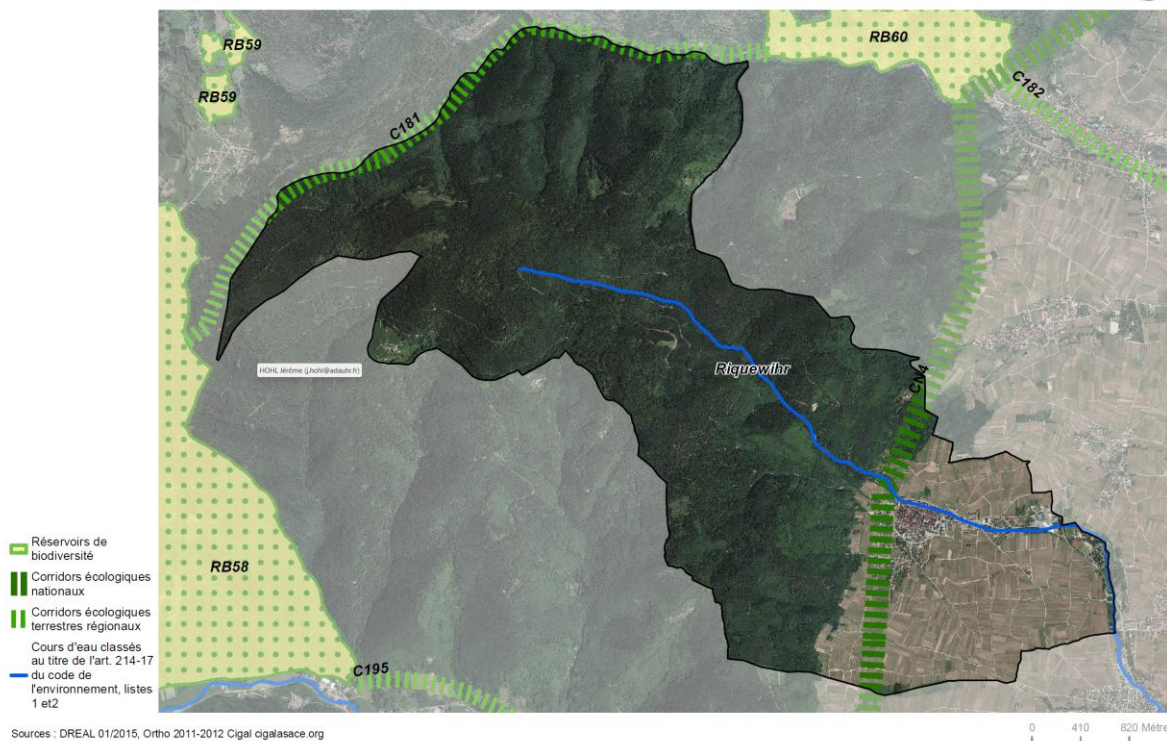 RB59
RB60
RB59
C182
C181
HOHL Jérôme (j.hohl@adauhr.fr)
Riquewihr
CN4
RB58
C195
Réservoirs de
biodiversité
Corridors écologiques
nationaux
Corridors écologiques
terrestres régionaux
Cours d'eau classés
au titre de l'art. 214-17
du code de
l'environnement, listes
1 et2
Sources : DREAL 01/2015, Ortho 2011-2012 Cigal cigalasace.org
0 410 820 Mètre